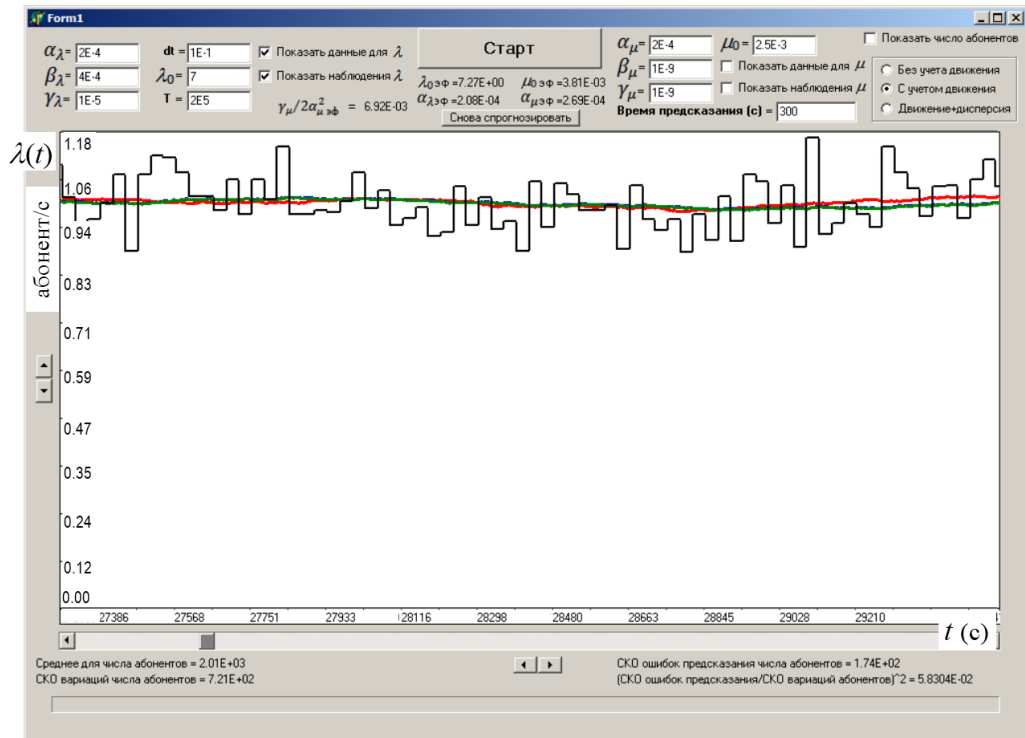 Form1
αλ= 2E-4
dt = 1E-1
Показать данные для λ
Старт
αμ= 2E-4
μ0= 2.5E-3
Показать число абонентов
βλ= 4E-4
λ0= 7
Показать наблюдения λ
λ0эф =7.27E+00
μ0эф =3.81E-03
βμ= 1E-9
Показать данные для μ
Без учета движения
γλ= 1E-5
T = 2E5
γμ/2α²μ эф = 6.92E-03
αλэф =2.08E-04
αμэф =2.69E-04
γμ= 1E-9
Показать наблюдения μ
С учетом движения
Снова спрогнозировать
Время предсказания (с) = 300
Движение+дисперсия
λ(t)
абонент/с
1.18
1.06
0.94
0.83
0.71
0.59
0.47
0.35
0.24
0.12
0.00
27386 27568 27751 27933 28116 28298 28480 28663 28845 29028 29210
t (с)
Среднее для числа абонентов = 2.01E+03
СКО вариаций числа абонентов = 7.21E+02
СКО ошибок предсказания числа абонентов = 1.74E+02
(СКО ошибок предсказания/СКО вариаций абонентов)^2 = 5.8304E-02